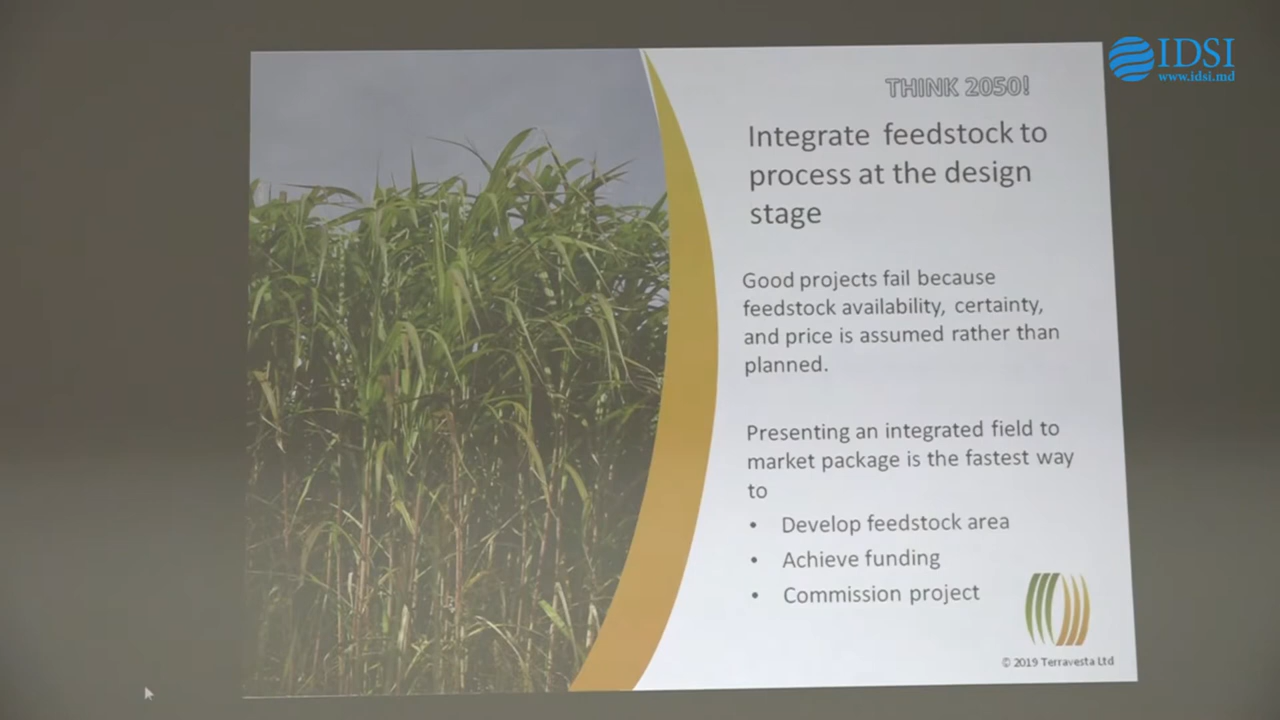 IDSI
www.idsi.md
THINK 2050!
Integrate feedstock to
process at the design
stage
Good projects fail because
feedstock availability, certainty,
and price is assumed rather than
planned.
Presenting an integrated field to
market package is the fastest way
to
• Develop feedstock area
• Achieve funding
• Commission project
© 2019 Terravesta Ltd